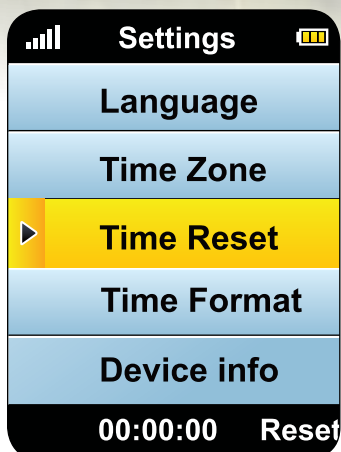 Settings
Language
Time Zone
Time Reset
Time Format
Device info
00:00:00 Reset